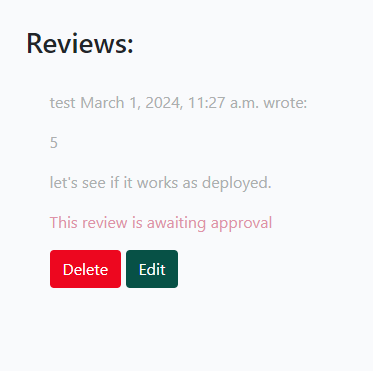 Reviews:
test March 1, 2024, 11:27 a.m. wrote:
5
let's see if it works as deployed.
This review is awaiting approval
Delete Edit